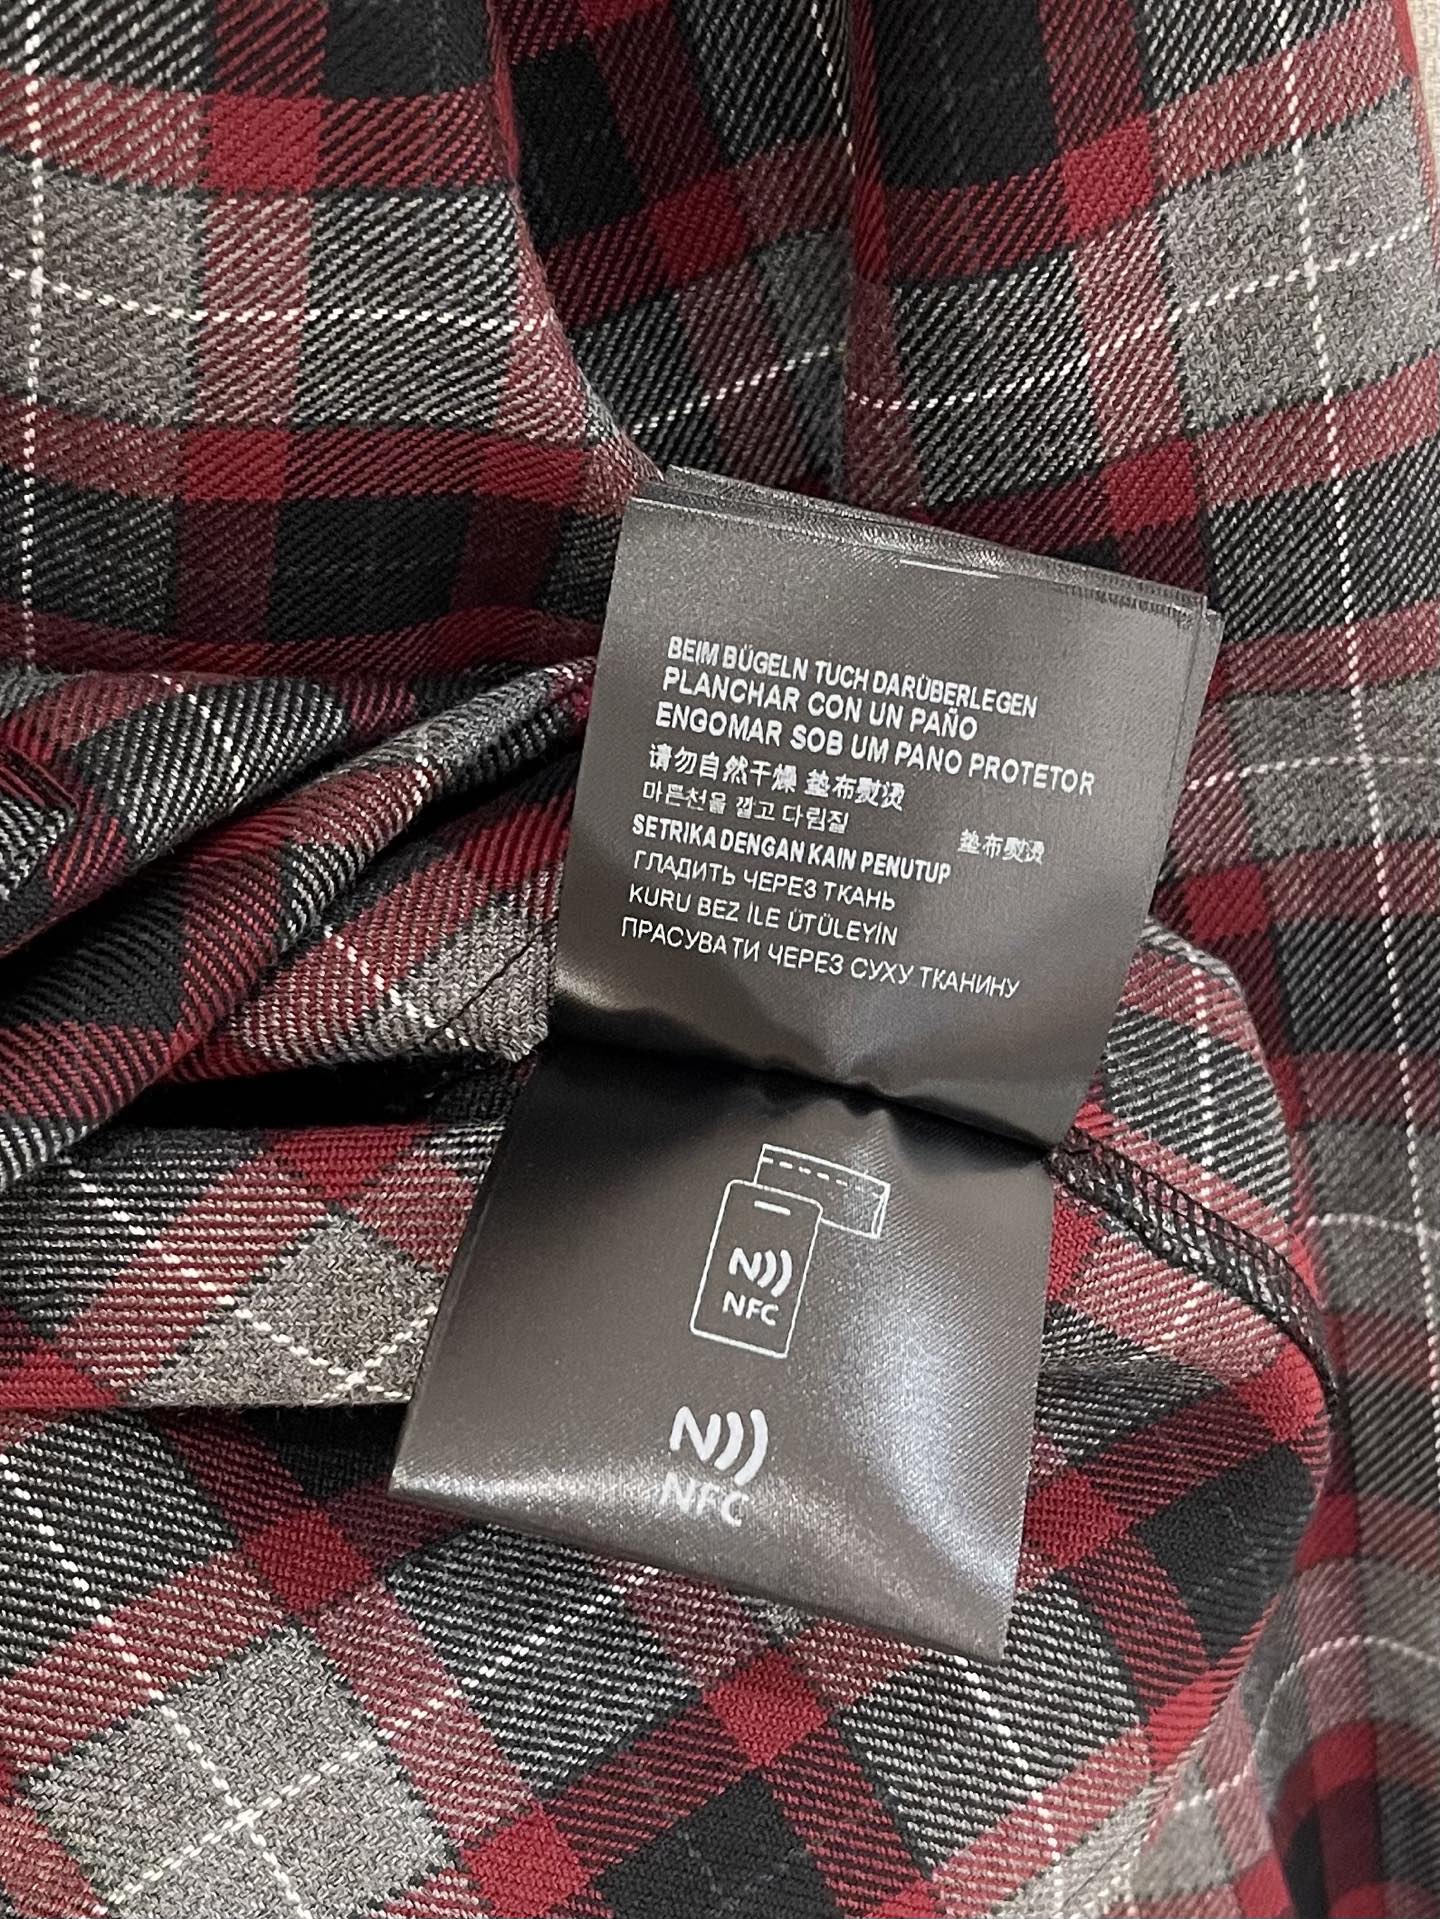 BEIM BÜGELN TUCH DARÜBERLEGEN
PLANCHAR CON UN PAÑO
ENGOMAR SOB UM PANO PROTETOR
请勿自然干燥 垫布熨烫
마른천을 깔고 다림질
垫布熨烫
SETRIKA DENGAN KAIN PENUTUP
ГЛАДИТЬ ЧЕРЕЗ ТКАНЬ
KURU BEZ İLE ÜTÜLEYİN
ПРАСУВАТИ ЧЕРЕЗ СУХУ ТКАНИНУ
N
NFC
N
NFC